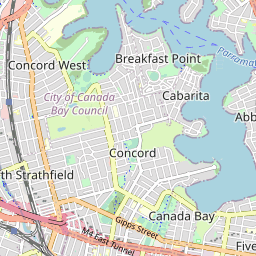 Breakfast Point
Concord West
Parrama
Cabarita
City of Canada
Bay Council
Abb
Concord
th Strathfield
Canada Bay
Gipps Street
M4 East Tunnel
Five